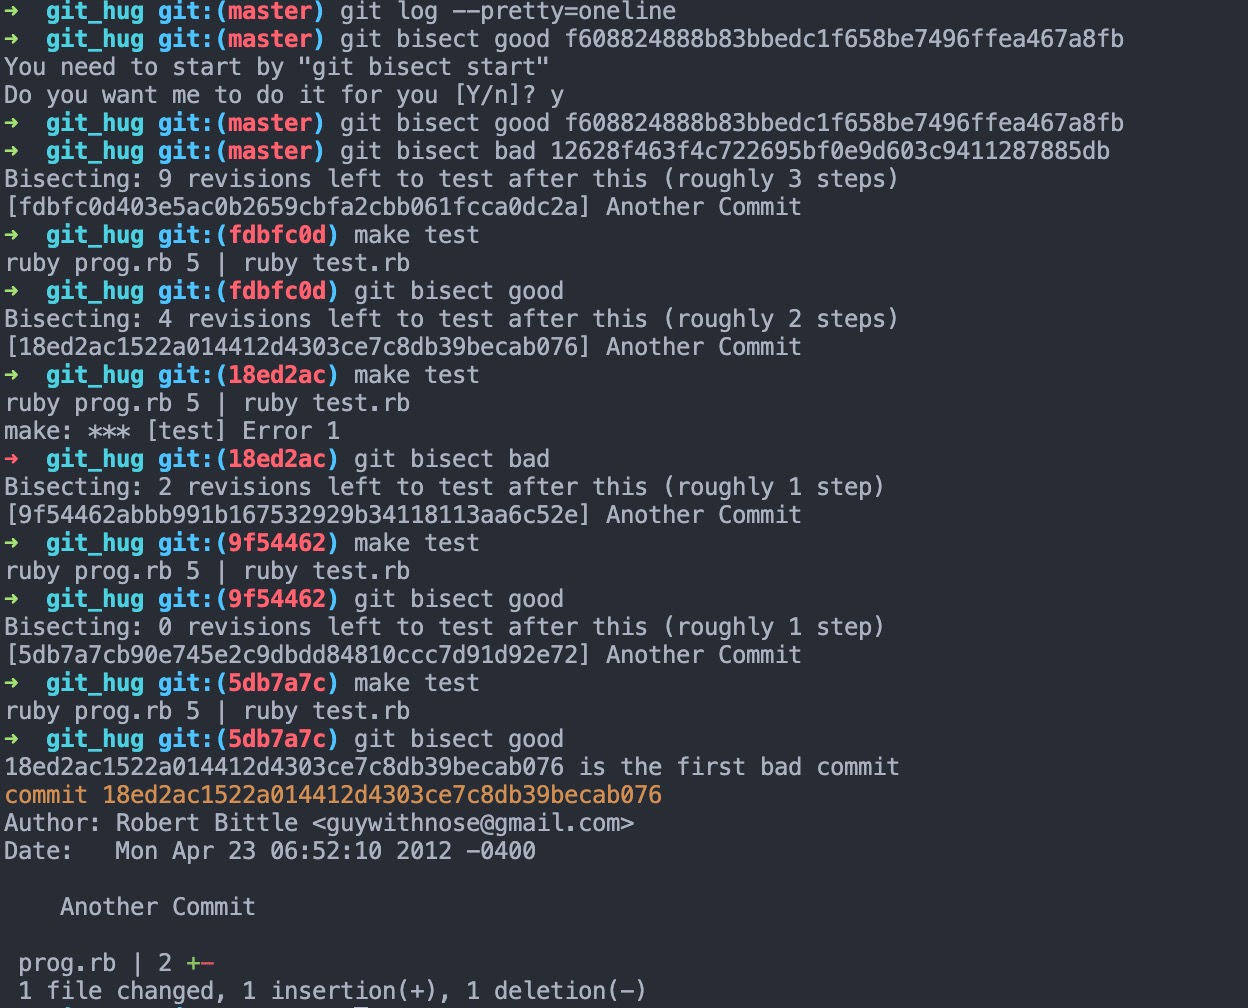 ➜  git_hug git:(master) git log --pretty=oneline
➜  git_hug git:(master) git bisect good f608824888b83bbedc1f658be7496ffea467a8fb
You need to start by "git bisect start"
Do you want me to do it for you [Y/n]? y
➜  git_hug git:(master) git bisect good f608824888b83bbedc1f658be7496ffea467a8fb
➜  git_hug git:(master) git bisect bad 12628f463f4c722695bf0e9d603c9411287885db
Bisecting: 9 revisions left to test after this (roughly 3 steps)
[fdbfc0d403e5ac0b2659cbfa2cbb061fcca0dc2a] Another Commit
➜  git_hug git:(fdbfc0d) make test
ruby prog.rb 5 | ruby test.rb
➜  git_hug git:(fdbfc0d) git bisect good
Bisecting: 4 revisions left to test after this (roughly 2 steps)
[18ed2ac1522a014412d4303ce7c8db39becab076] Another Commit
➜  git_hug git:(18ed2ac) make test
ruby prog.rb 5 | ruby test.rb
make: *** [test] Error 1
➜  git_hug git:(18ed2ac) git bisect bad
Bisecting: 2 revisions left to test after this (roughly 1 step)
[9f54462abbb991b167532929b34118113aa6c52e] Another Commit
➜  git_hug git:(9f54462) make test
ruby prog.rb 5 | ruby test.rb
➜  git_hug git:(9f54462) git bisect good
Bisecting: 0 revisions left to test after this (roughly 1 step)
[5db7a7cb90e745e2c9dbdd84810ccc7d91d92e72] Another Commit
➜  git_hug git:(5db7a7c) make test
ruby prog.rb 5 | ruby test.rb
➜  git_hug git:(5db7a7c) git bisect good
18ed2ac1522a014412d4303ce7c8db39becab076 is the first bad commit
commit 18ed2ac1522a014412d4303ce7c8db39becab076
Author: Robert Bittle <guywithnose@gmail.com>
Date:   Mon Apr 23 06:52:10 2012 -0400
    Another Commit
 prog.rb | 2 +-
 1 file changed, 1 insertion(+), 1 deletion(-)